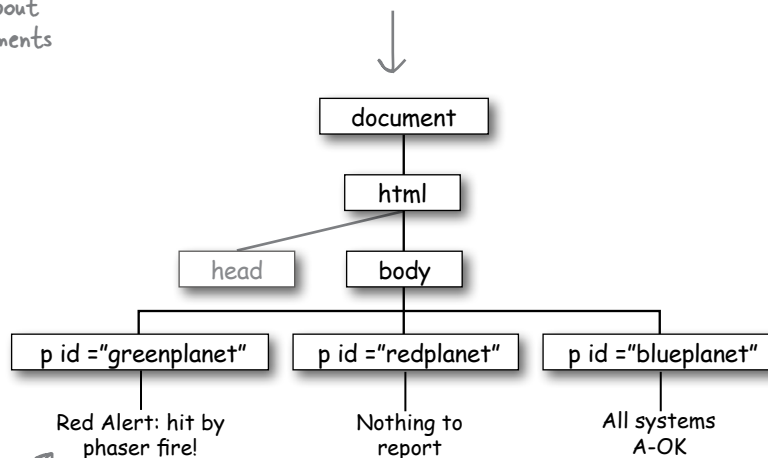 ments
document
html
head
body
p id ="greenplanet"
p id ="redplanet"
p id ="blueplanet"
Red Alert: hit by
phaser fire!
Nothing to
report
All systems
A-OK